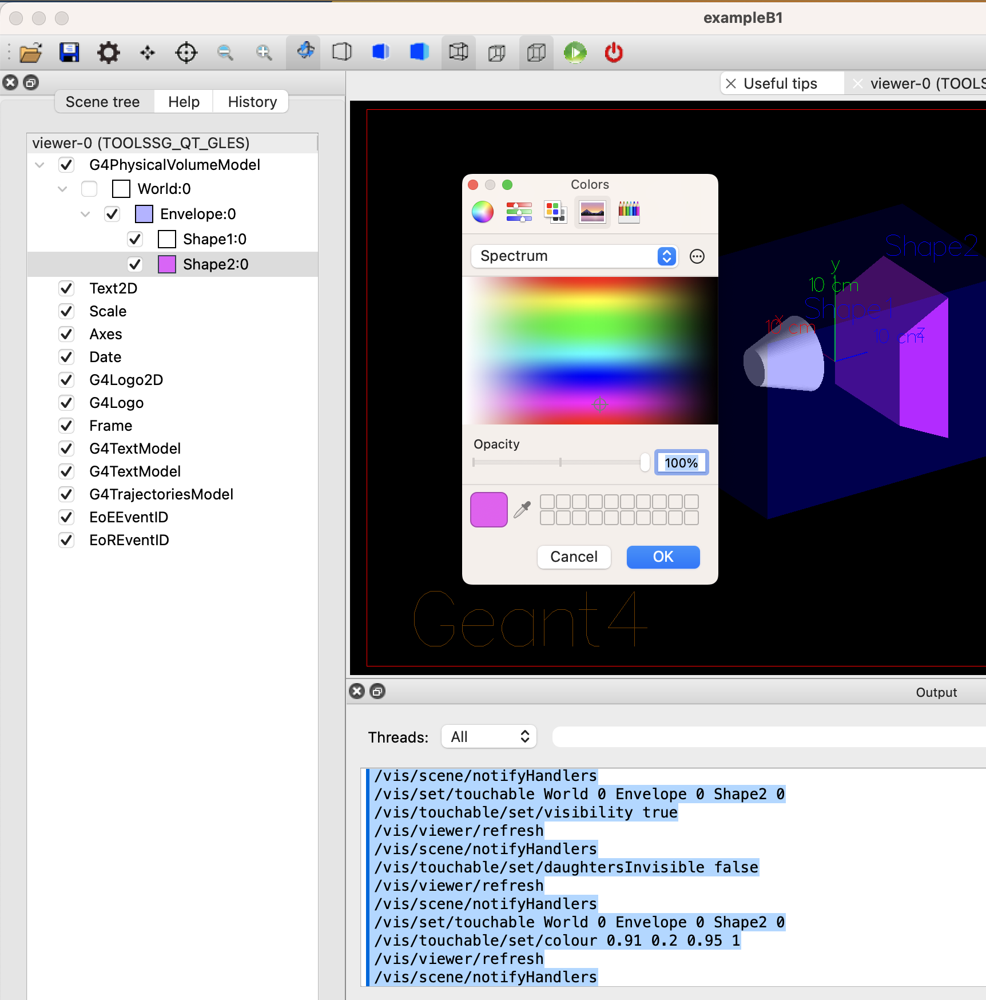 exampleB1
Useful tips
viewer-0 (TOOLSS
Scene tree
Help
History
viewer-0 (TOOLSSG_QT_GLES)
G4PhysicalVolumeModel
World:0
Envelope:0
Shape1:0
Shape2:0
Text2D
Scale
Axes
Date
G4Logo2D
G4Logo
Frame
G4TextModel
G4TextModel
G4TrajectoriesModel
EoEEventID
EoREventID
Colors
Spectrum
Opacity
100%
Cancel
OK
Shape2
y
10 cm
Shape1
x
10 cm
z
10 cm
Geant4
Output
Threads:
All
/vis/scene/notifyHandlers
/vis/set/touchable World 0 Envelope 0 Shape2 0
/vis/touchable/set/visibility true
/vis/viewer/refresh
/vis/scene/notifyHandlers
/vis/touchable/set/daughtersInvisible false
/vis/viewer/refresh
/vis/scene/notifyHandlers
/vis/set/touchable World 0 Envelope 0 Shape2 0
/vis/touchable/set/colour 0.91 0.2 0.95 1
/vis/viewer/refresh
/vis/scene/notifyHandlers